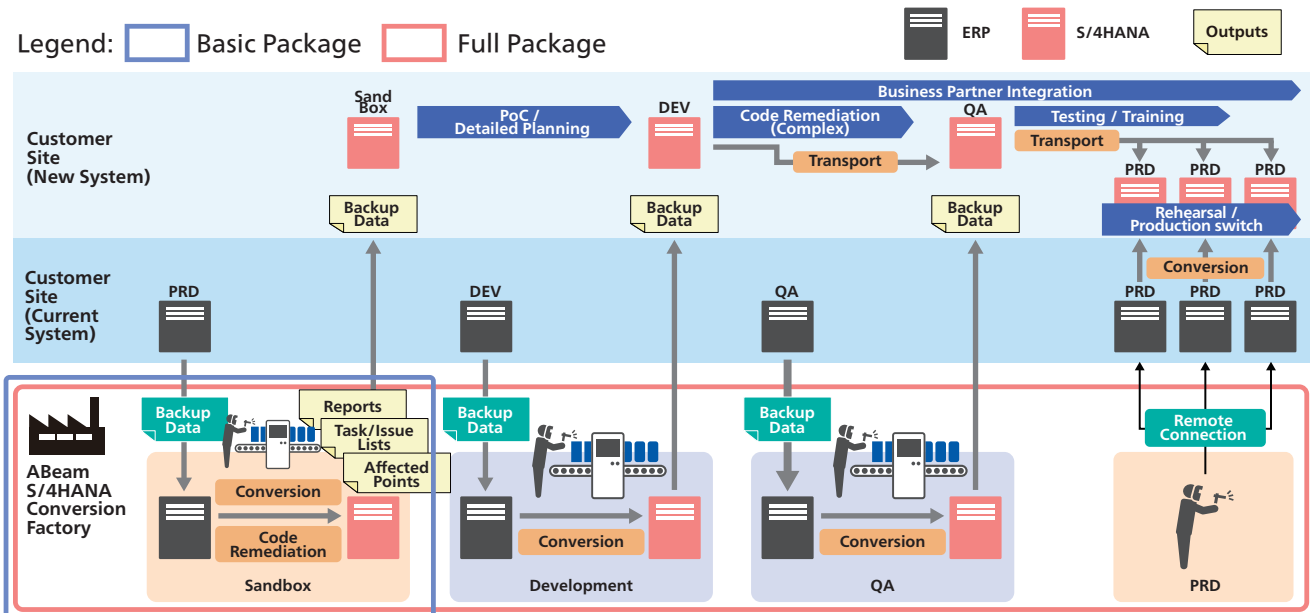 Legend:
Basic Package
Full Package
ERP
S/4HANA
Outputs
Customer
Site
(New System)
Sand
Box
PoC /
Detailed Planning
DEV
Business Partner Integration
Code Remediation
(Complex)
Transport
QA
Testing / Training
Transport
PRD
PRD
PRD
Rehearsal /
Production switch
Backup
Data
Backup
Data
Backup
Data
Customer
Site
(Current
System)
PRD
DEV
QA
Conversion
PRD
PRD
PRD
ABeam
S/4HANA
Conversion
Factory
Backup
Data
Reports
Task/Issue
Lists
Affected
Points
Conversion
Code
Remediation
Sandbox
Backup
Data
Conversion
Development
Backup
Data
Conversion
QA
Remote
Connection
PRD